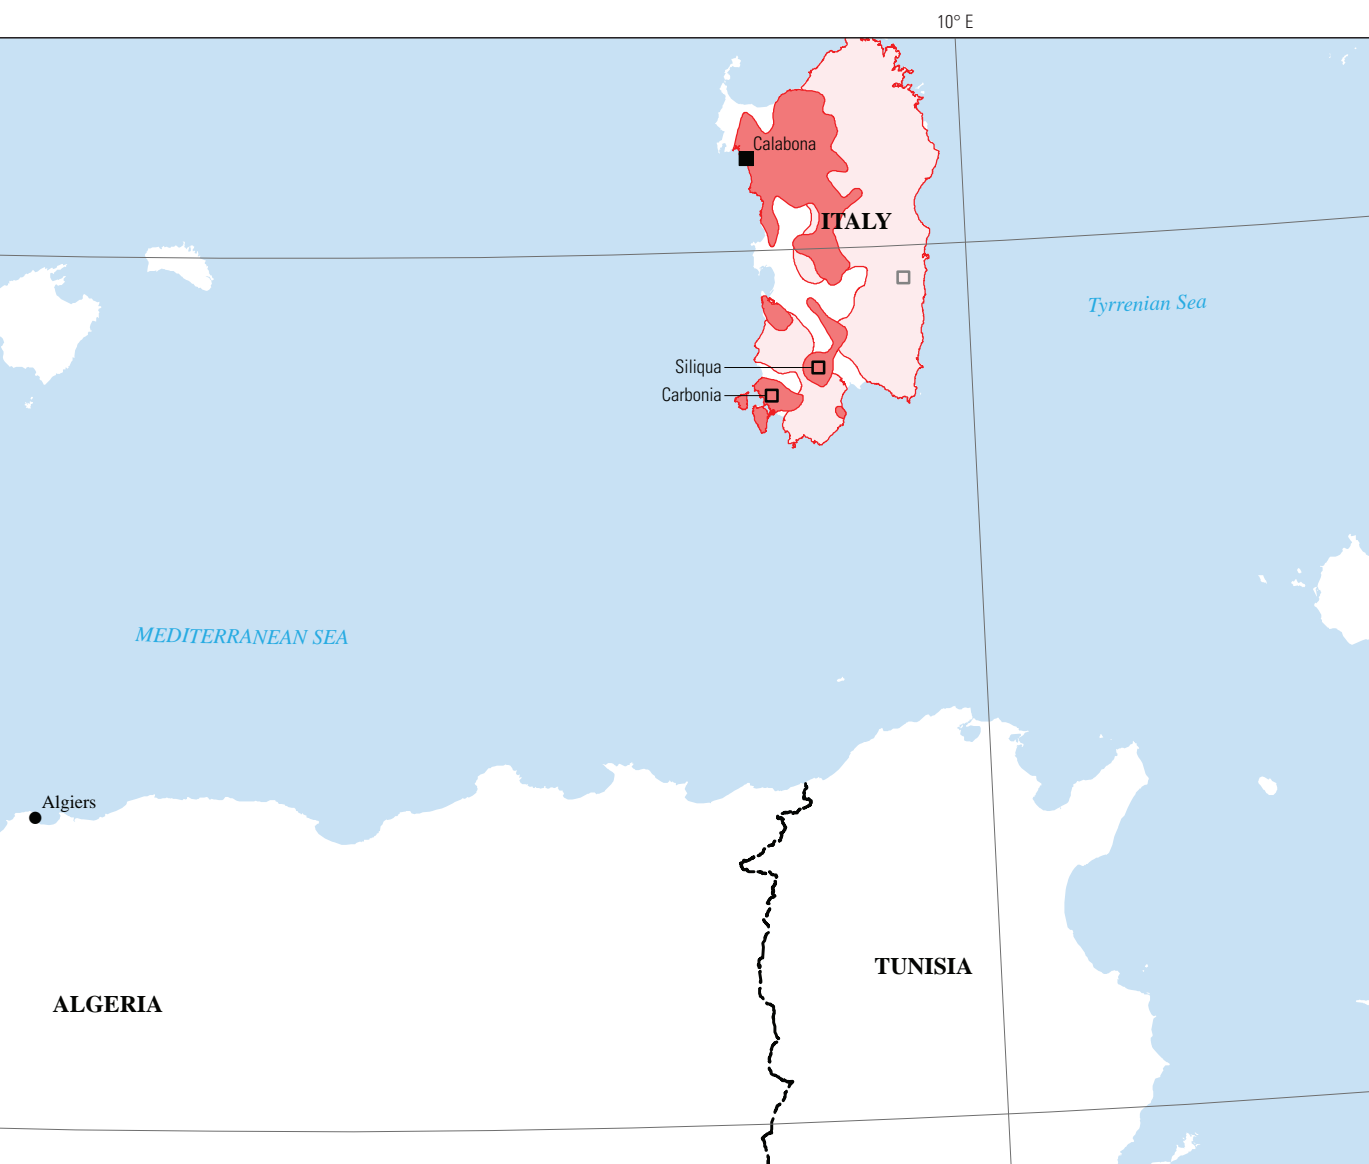 10° E
Calabona
ITALY
Tyrrenian Sea
Siliqua
Carbonia
MEDITERRANEAN SEA
Algiers
TUNISIA
ALGERIA